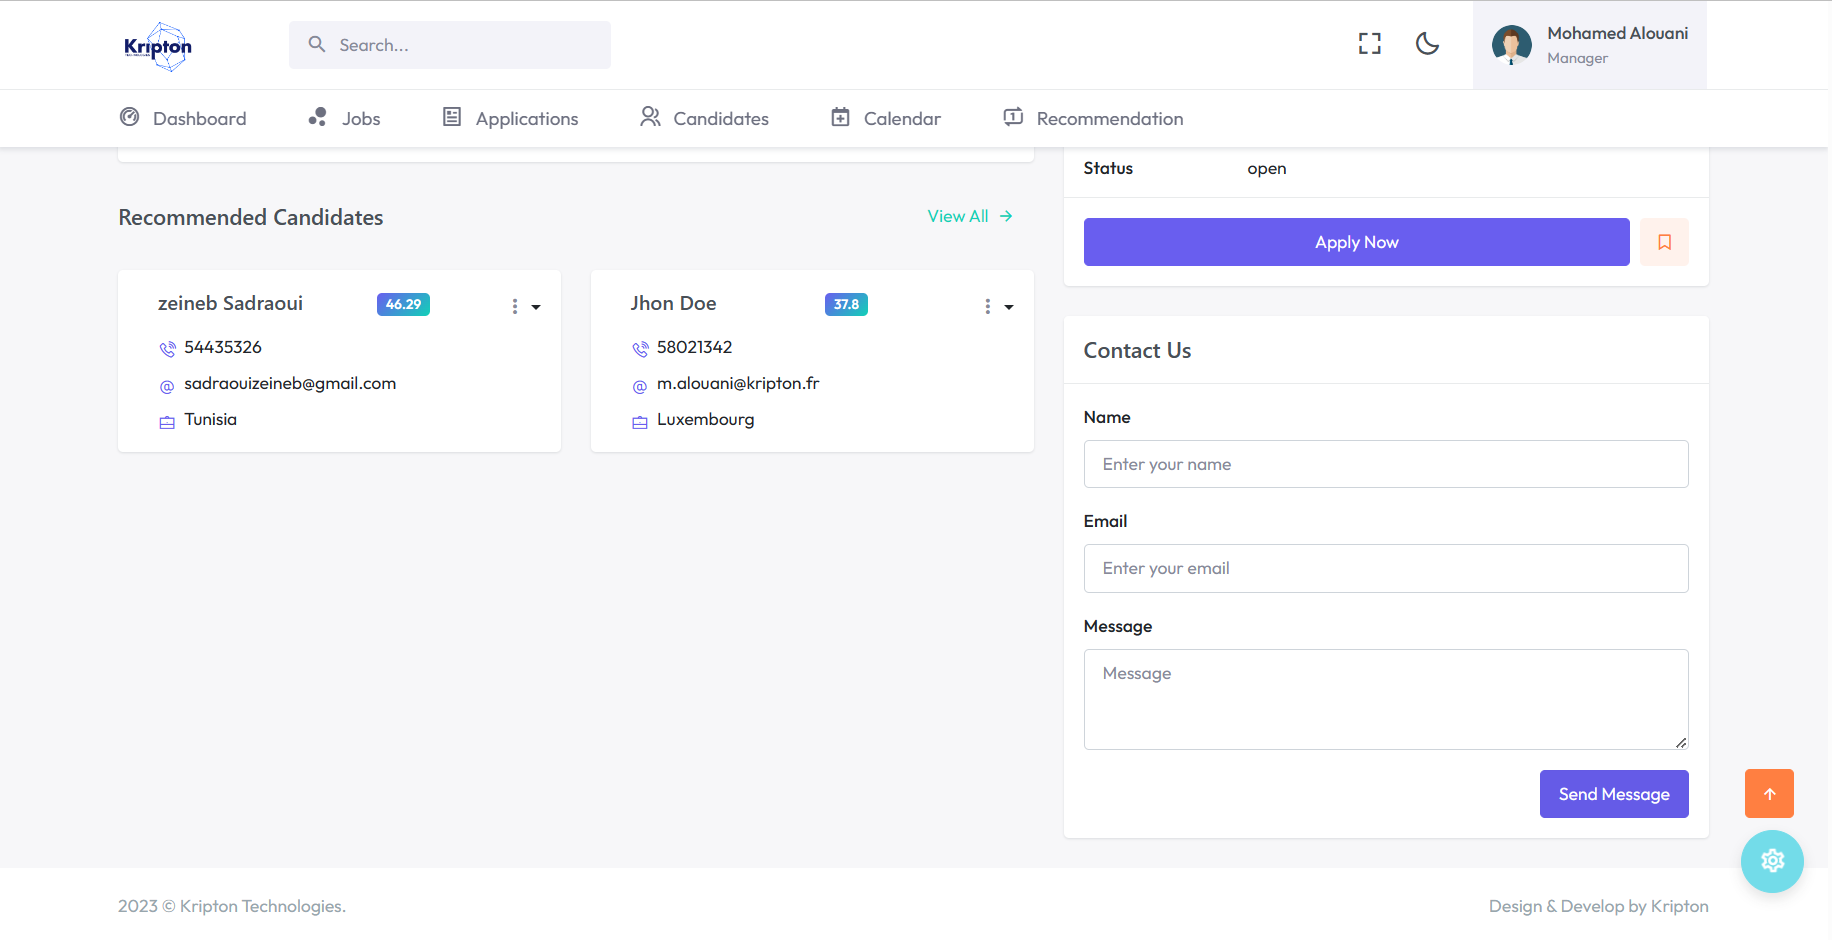 Kripton
Search...
Mohamed Alouani
Manager
Dashboard
Jobs
Applications
Candidates
Calendar
Recommendation
Status open
Recommended Candidates
View All
Apply Now
zeineb Sadraoui 46.29
54435326
sadraouizeineb@gmail.com
Tunisia
Jhon Doe 37.8
58021342
m.alouani@kripton.fr
Luxembourg
Contact Us
Name
Enter your name
Email
Enter your email
Message
Message
Send Message
2023 © Kripton Technologies.
Design & Develop by Kripton